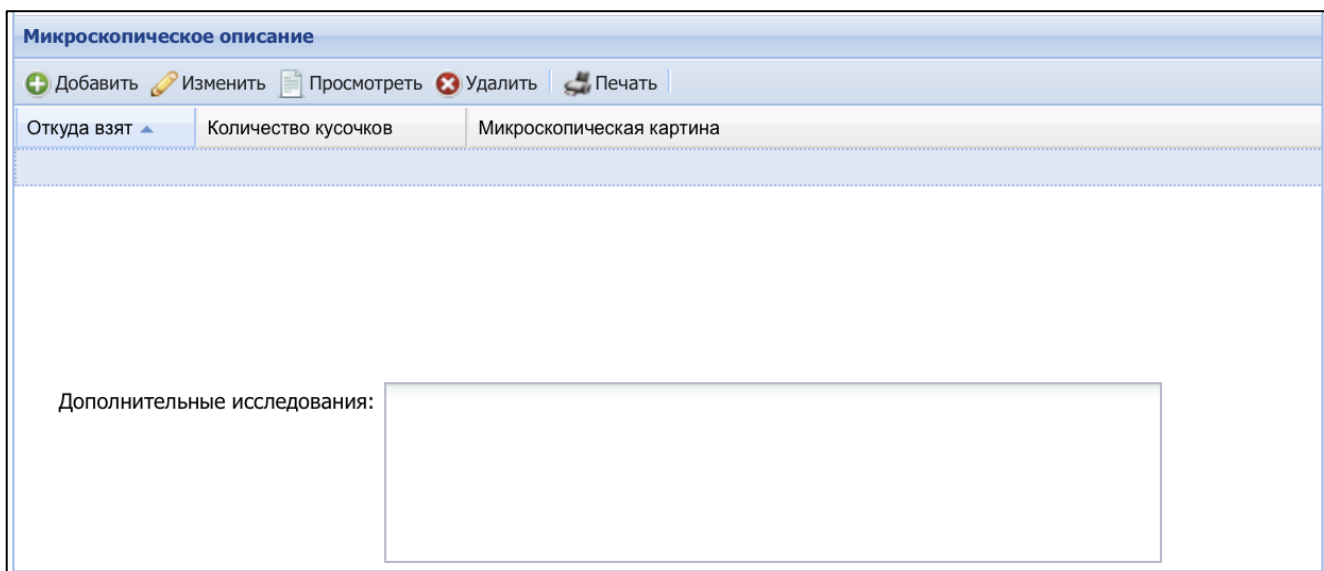 Микроскопическое описание
Добавить Изменить Просмотреть Удалить Печать
Откуда взят Количество кусочков Микроскопическая картина
Дополнительные исследования: